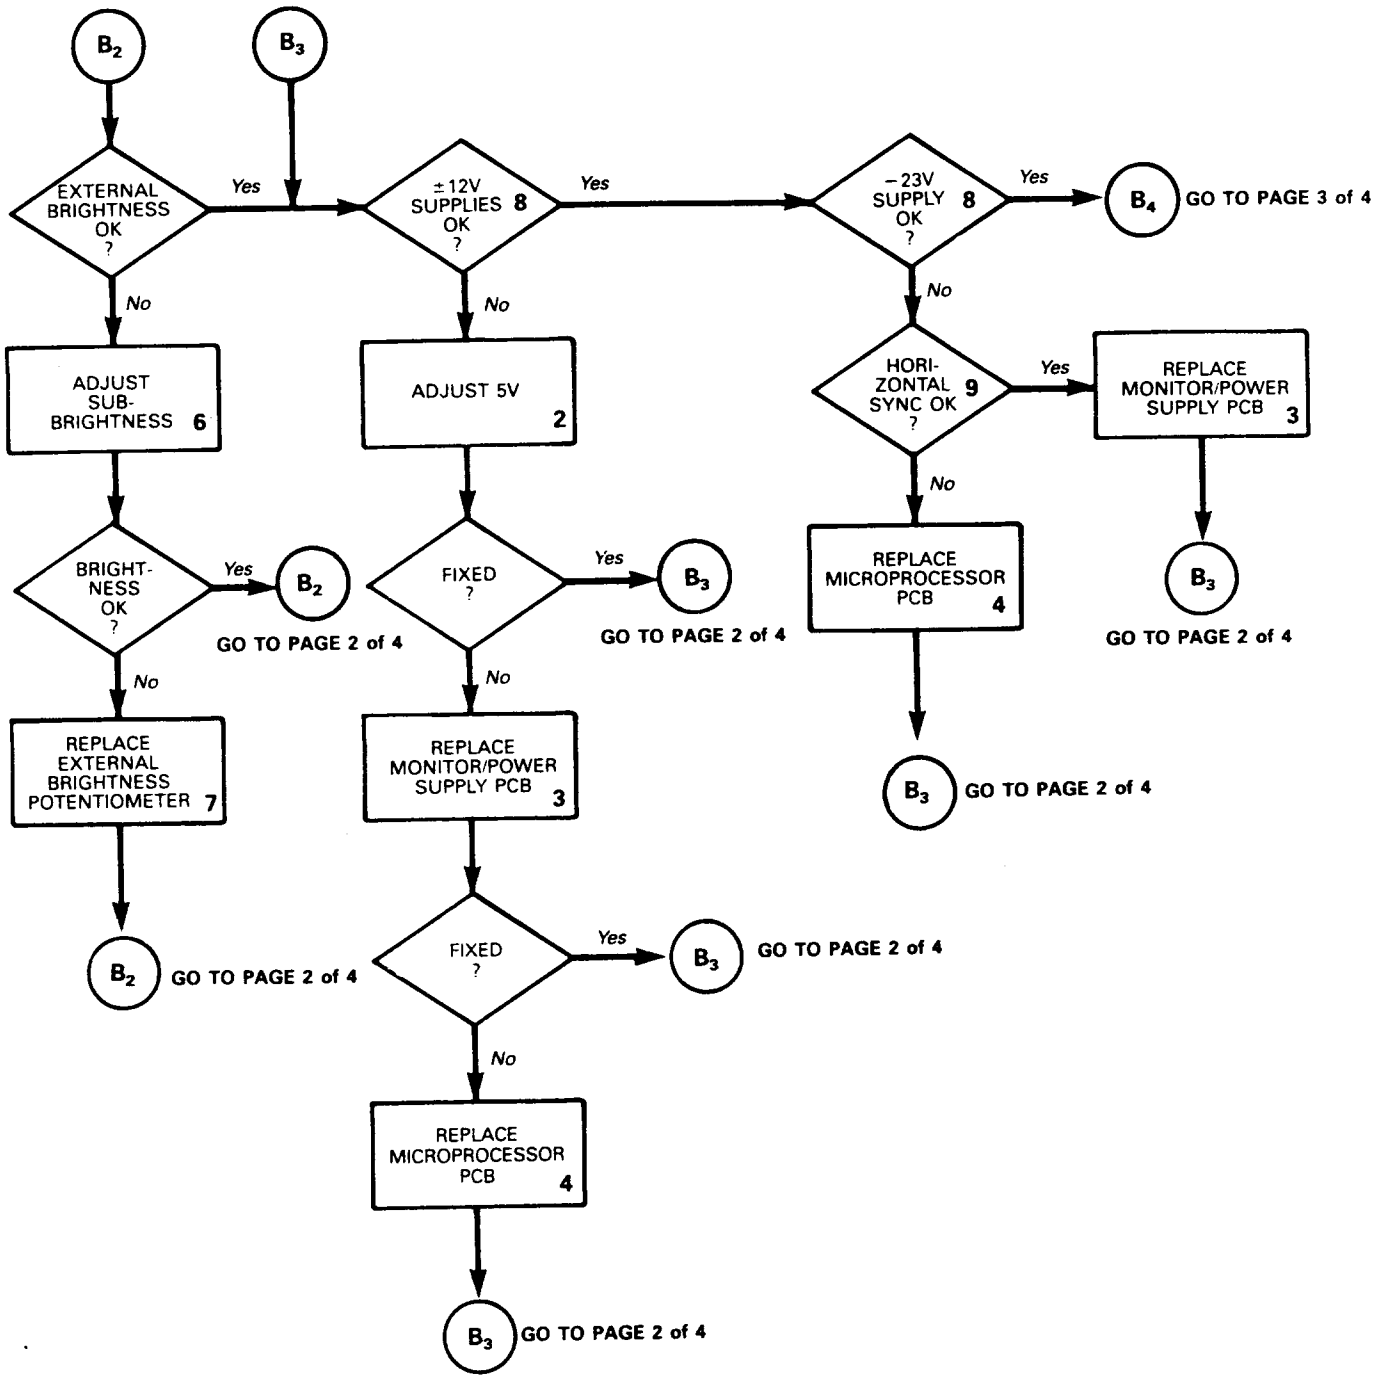 B2
B3
EXTERNAL
BRIGHTNESS
OK
?
Yes
No
ADJUST
SUB-
BRIGHTNESS 6
BRIGHT-
NESS
OK
?
Yes
B2
GO TO PAGE 2 of 4
No
REPLACE
EXTERNAL
BRIGHTNESS
POTENTIOMETER 7
B2 GO TO PAGE 2 of 4
±12V
SUPPLIES 8
OK
?
Yes
No
ADJUST 5V
2
FIXED
?
Yes
B3
GO TO PAGE 2 of 4
No
REPLACE
MONITOR/POWER
SUPPLY PCB 3
FIXED
?
Yes
B3 GO TO PAGE 2 of 4
No
REPLACE
MICROPROCESSOR
PCB
4
B3 GO TO PAGE 2 of 4
−23V
SUPPLY 8
OK
?
Yes
B4 GO TO PAGE 3 of 4
No
HORI-
ZONTAL 9
SYNC OK
?
Yes
REPLACE
MONITOR/POWER
SUPPLY PCB 3
B3
GO TO PAGE 2 of 4
No
REPLACE
MICROPROCESSOR
PCB 4
B3 GO TO PAGE 2 of 4